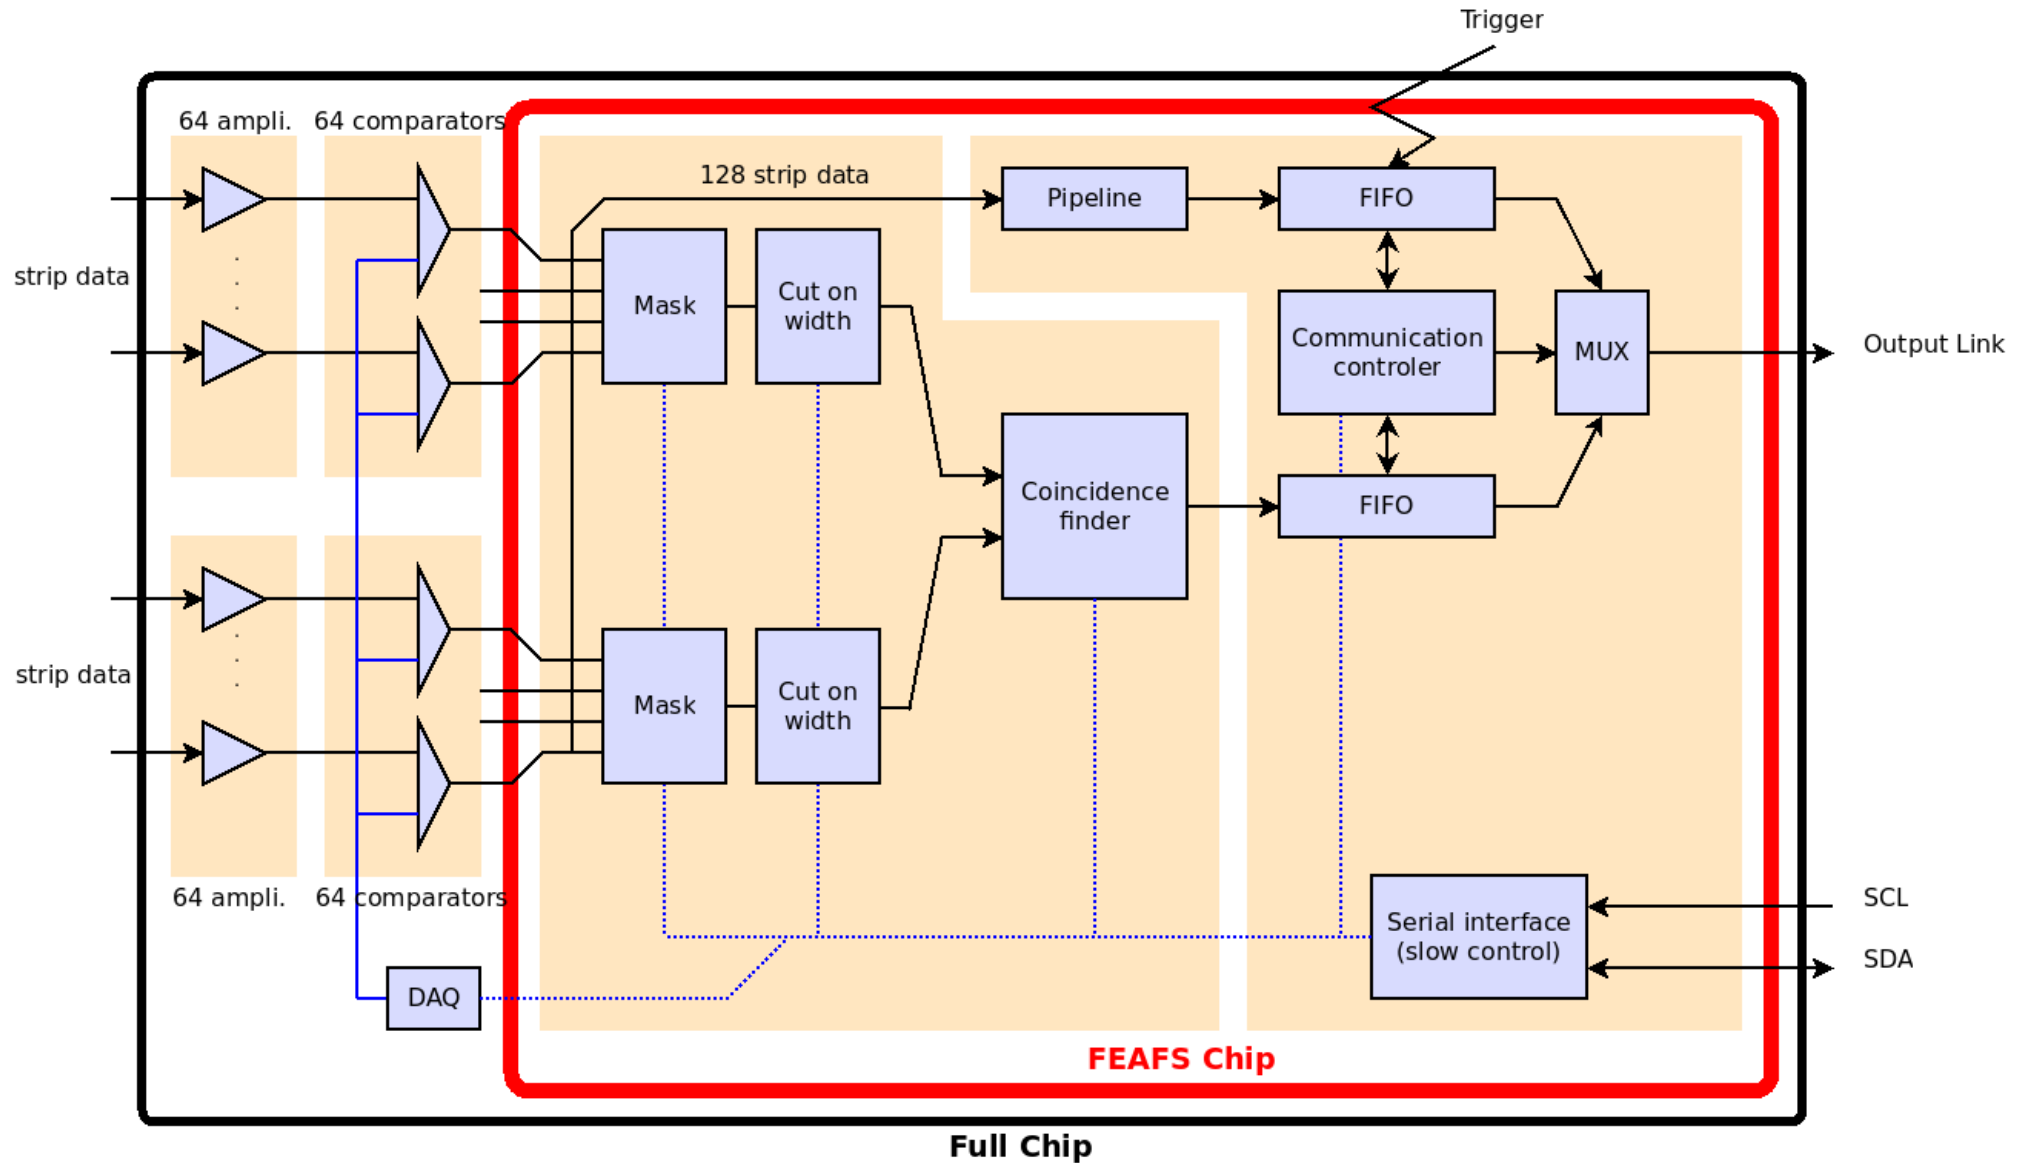 Trigger
64 ampli.
64 comparators
128 strip data
Pipeline
FIFO
strip data
Mask
Cut on
width
Communication
controler
MUX
Output Link
Coincidence
finder
FIFO
strip data
Mask
Cut on
width
64 ampli.
64 comparators
Serial interface
(slow control)
SCL
SDA
DAQ
FEAFS Chip
Full Chip